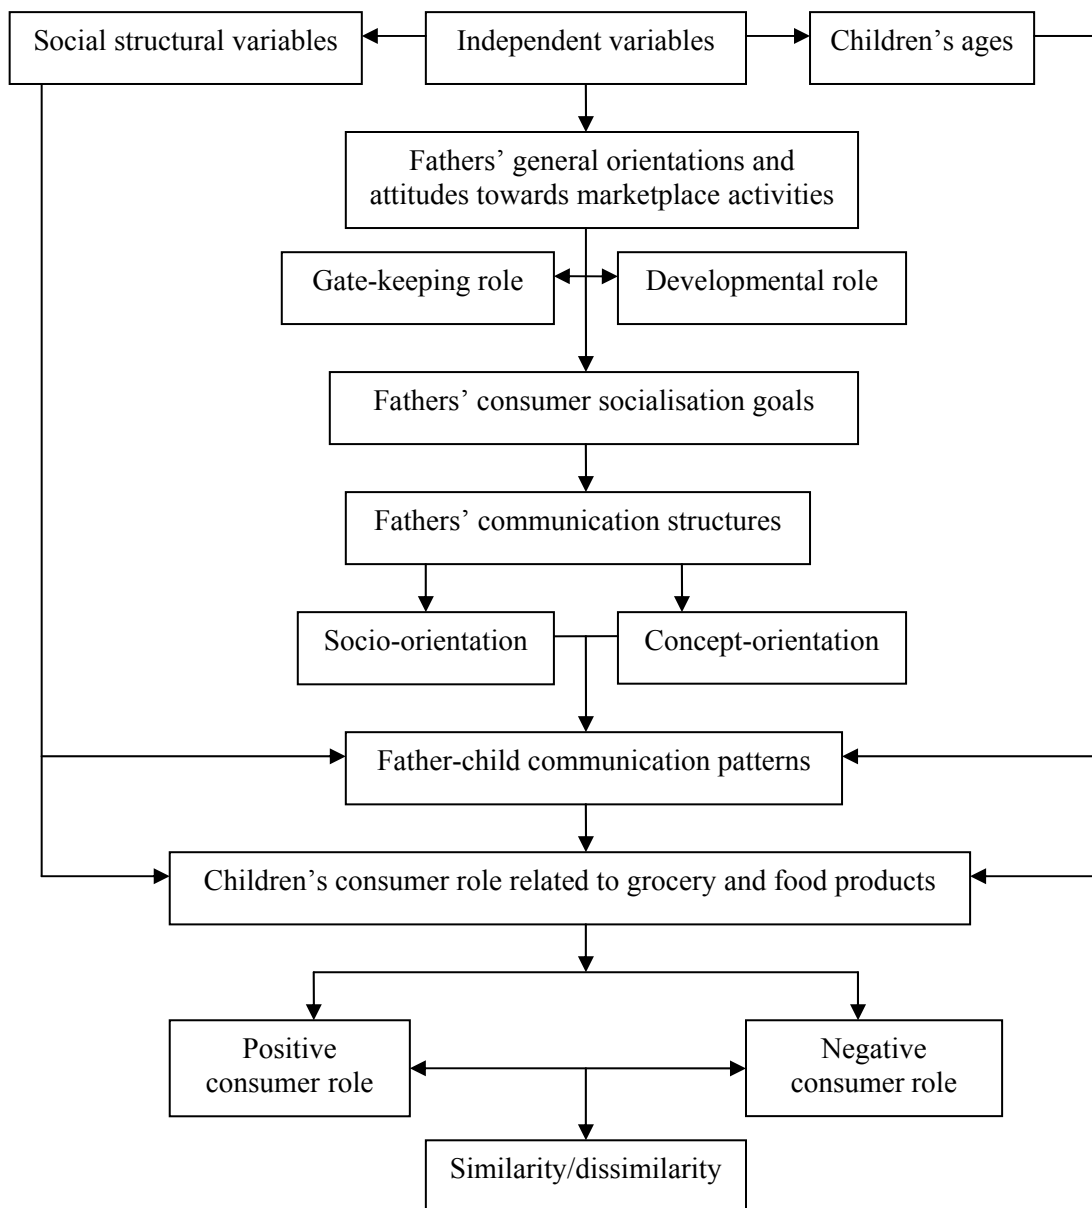 Social structural variables
Independent variables
Children’s ages
Fathers’ general orientations and
attitudes towards marketplace activities
Gate-keeping role
Developmental role
Fathers’ consumer socialisation goals
Fathers’ communication structures
Socio-orientation
Concept-orientation
Father-child communication patterns
Children’s consumer role related to grocery and food products
Positive
consumer role
Negative
consumer role
Similarity/dissimilarity